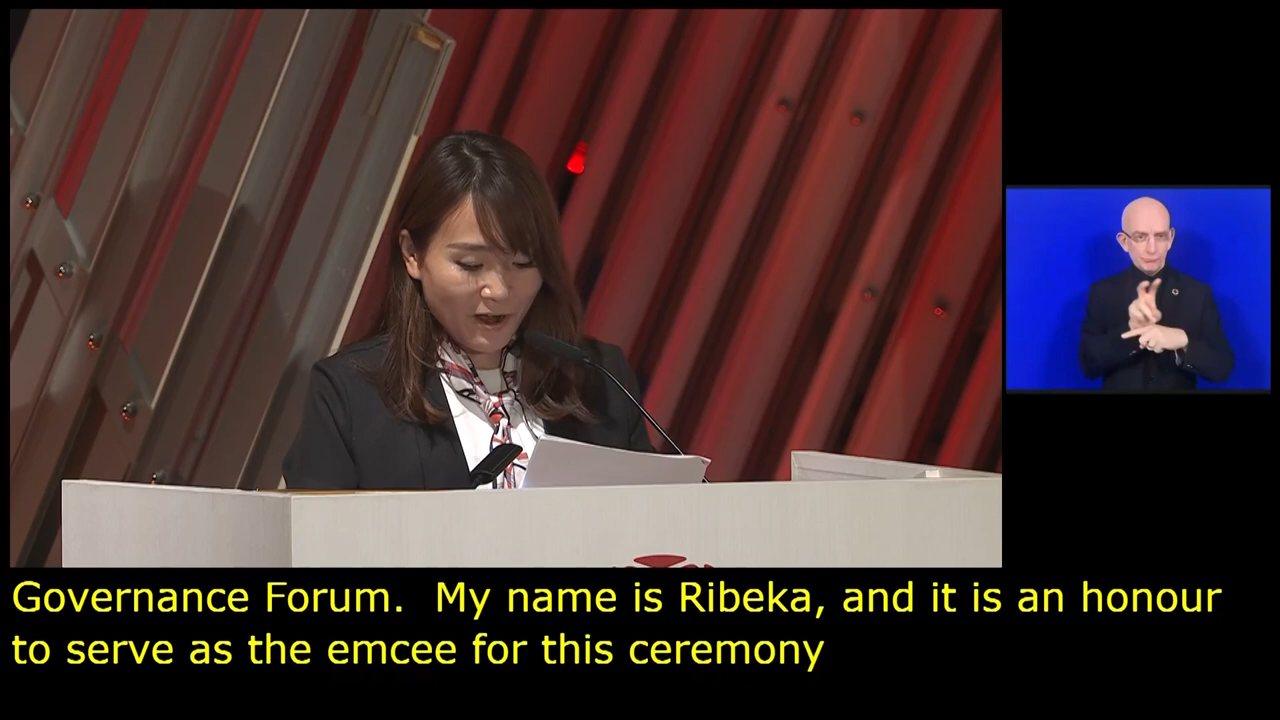 Governance Forum.  My name is Ribeka, and it is an honour
to serve as the emcee for this ceremony